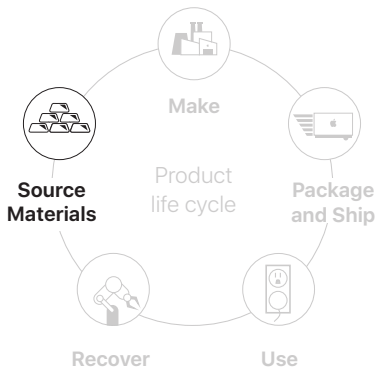 Make
Source
Materials
Product
life cycle
Package
and Ship
Recover
Use